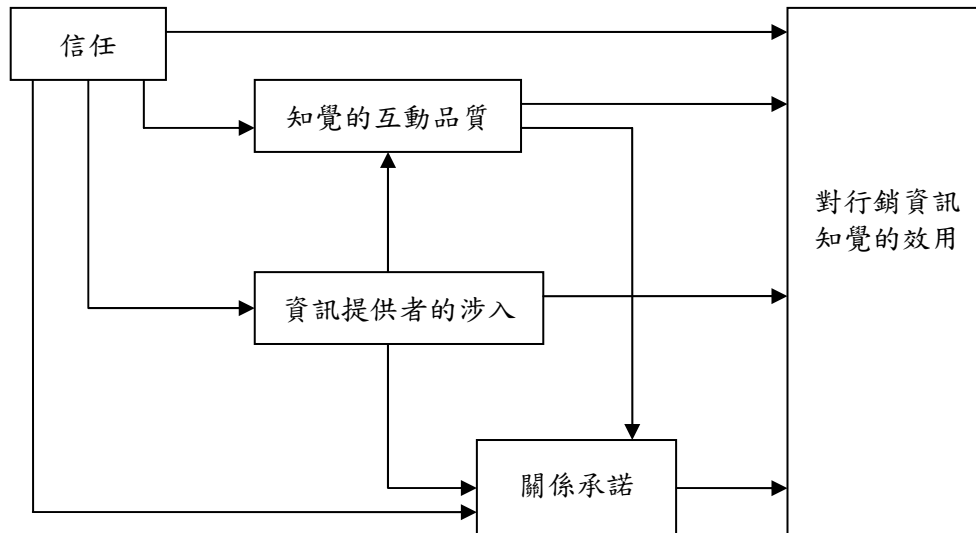 信任
知覺的互動品質
對行銷資訊
知覺的效用
資訊提供者的涉入
關係承諾